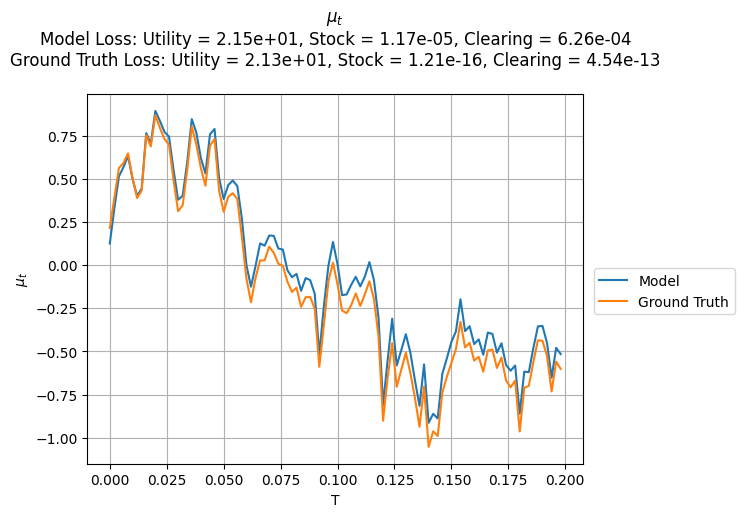 μt
Model Loss: Utility = 2.15e+01, Stock = 1.17e-05, Clearing = 6.26e-04
Ground Truth Loss: Utility = 2.13e+01, Stock = 1.21e-16, Clearing = 4.54e-13
0.75
0.50
0.25
0.00
−0.25
−0.50
−0.75
−1.00
μt
0.000 0.025 0.050 0.075 0.100 0.125 0.150 0.175 0.200
T
Model
Ground Truth